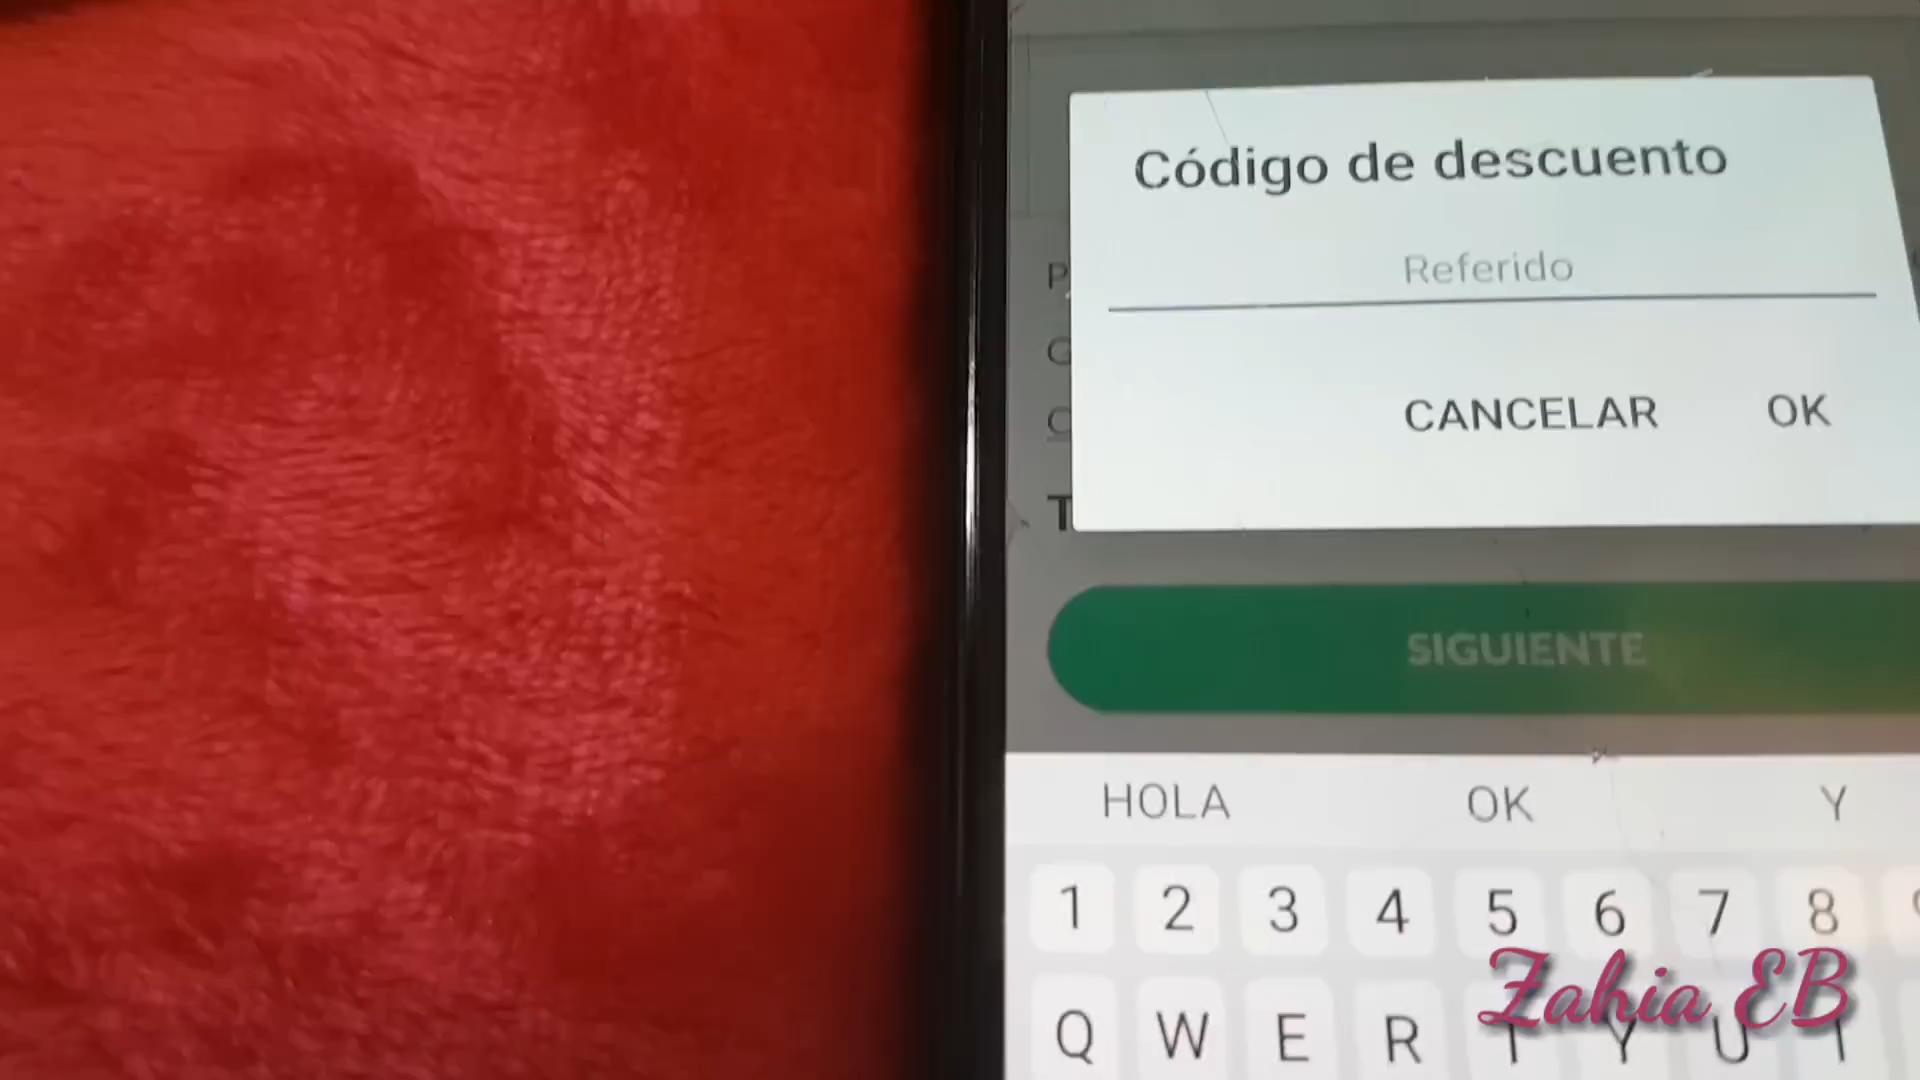 Código de descuento
Referido
CANCELAR OK
P
G
C
T
SIGUIENTE
HOLA OK Y
1 2 3 4 5 6 7 8
Q W E R T Y U I
Zahia EB